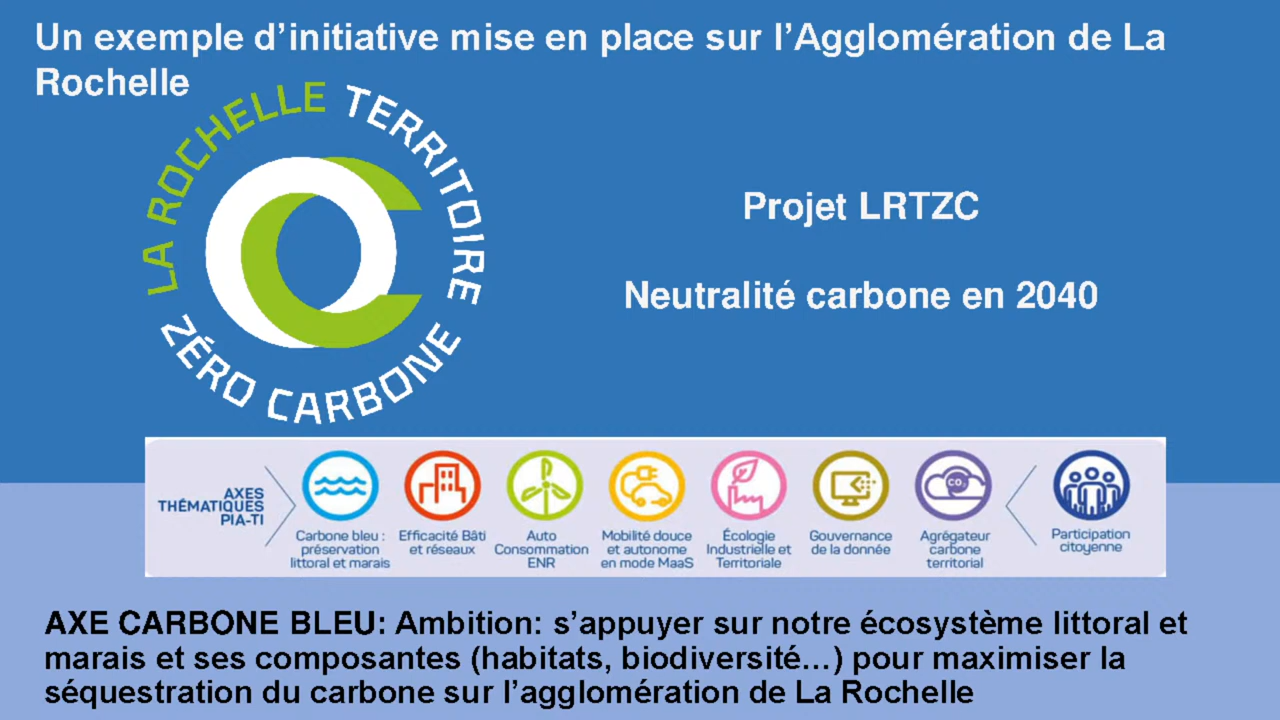 Un exemple d’initiative mise en place sur l’Agglomération de La
Rochelle
LA ROCHELLE TERRITOIRE
ZÉRO CARBONE
Projet LRTZC
Neutralité carbone en 2040
AXES
THÉMATIQUES
PIA-TI
Carbone bleu :
préservation
littoral et marais
Efficacité Bâti
et réseaux
Auto
Consommation
ENR
Mobilité douce
et autonome
en mode MaaS
Écologie
Industrielle et
Territoriale
Gouvernance
de la donnée
CO₂
Agrégateur
carbone
territorial
Participation
citoyenne
AXE CARBONE BLEU: Ambition: s’appuyer sur notre écosystème littoral et
marais et ses composantes (habitats, biodiversité...) pour maximiser la
séquestration du carbone sur l’agglomération de La Rochelle